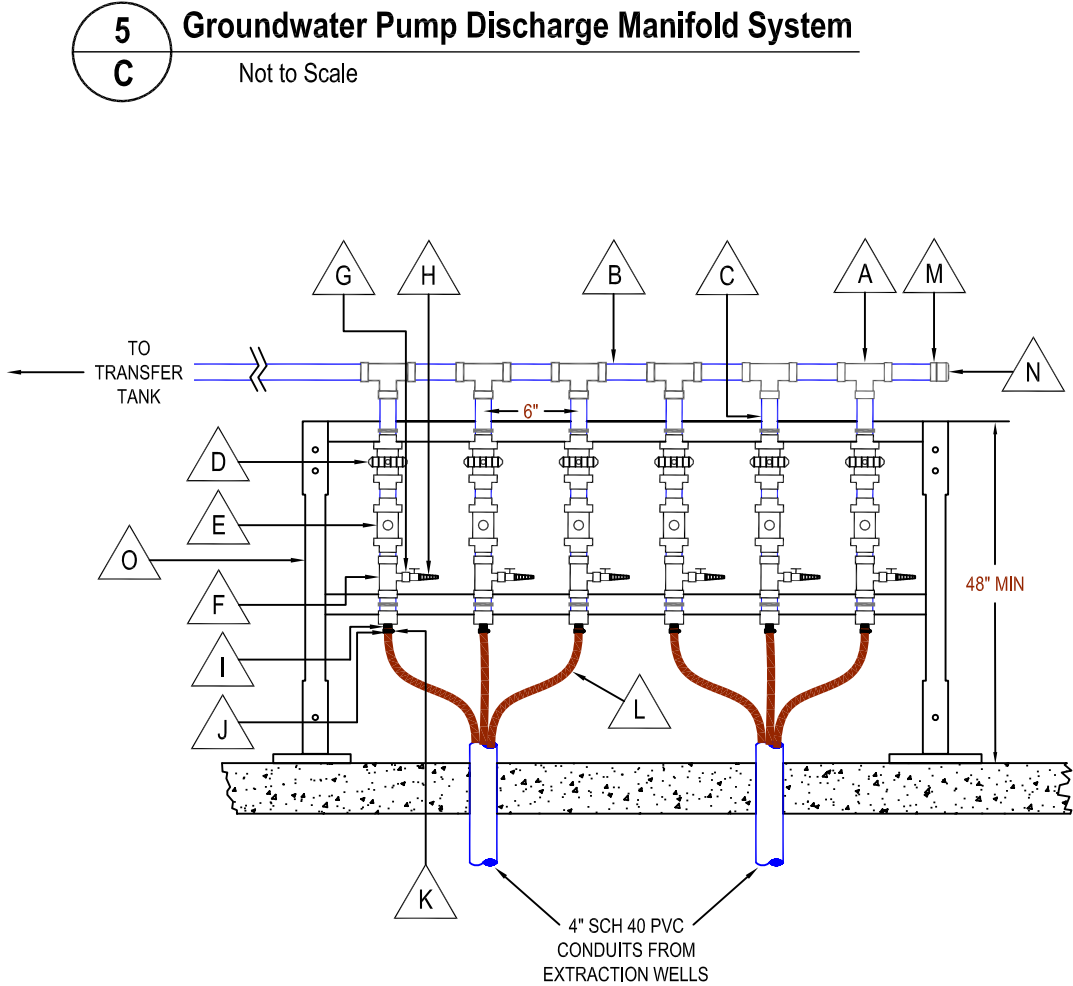 5
C
Groundwater Pump Discharge Manifold System
Not to Scale
G
H
B
C
A
M
N
TO
TRANSFER
TANK
6"
D
E
O
F
I
J
L
K
48" MIN
4" SCH 40 PVC
CONDUITS FROM
EXTRACTION WELLS